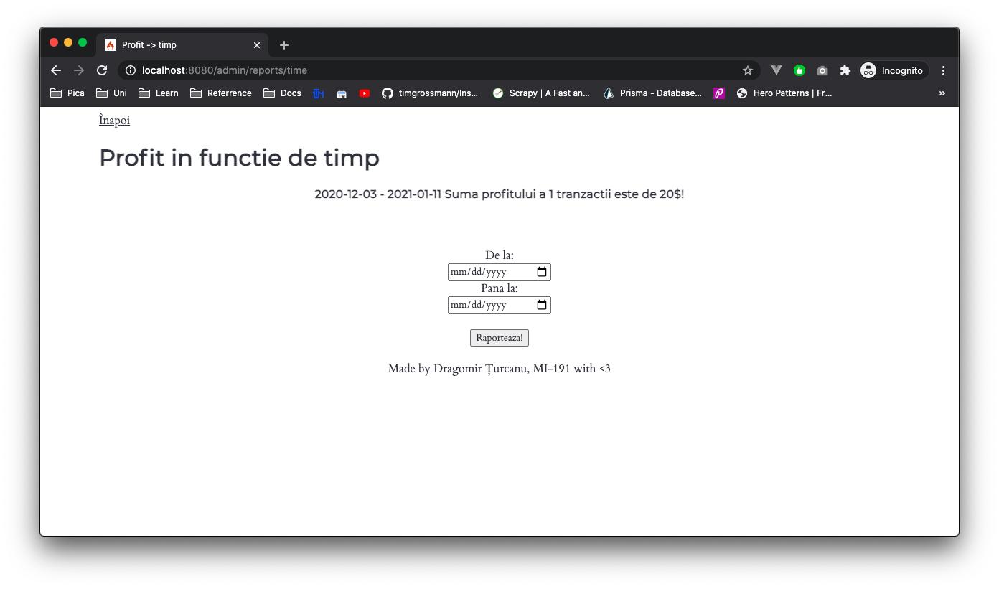 Profit -> timp
localhost:8080/admin/reports/time
Incognito
Pica Uni Learn Referrence Docs timgrossmann/Ins... Scrapy | A Fast an... Prisma - Database... Hero Patterns | Fr... »
Înapoi
Profit in functie de timp
2020-12-03 - 2021-01-11 Suma profitului a 1 tranzactii este de 20$!
De la:
mm/dd/yyyy
Pana la:
mm/dd/yyyy
Raporteaza!
Made by Dragomir Țurcanu, MI-191 with <3